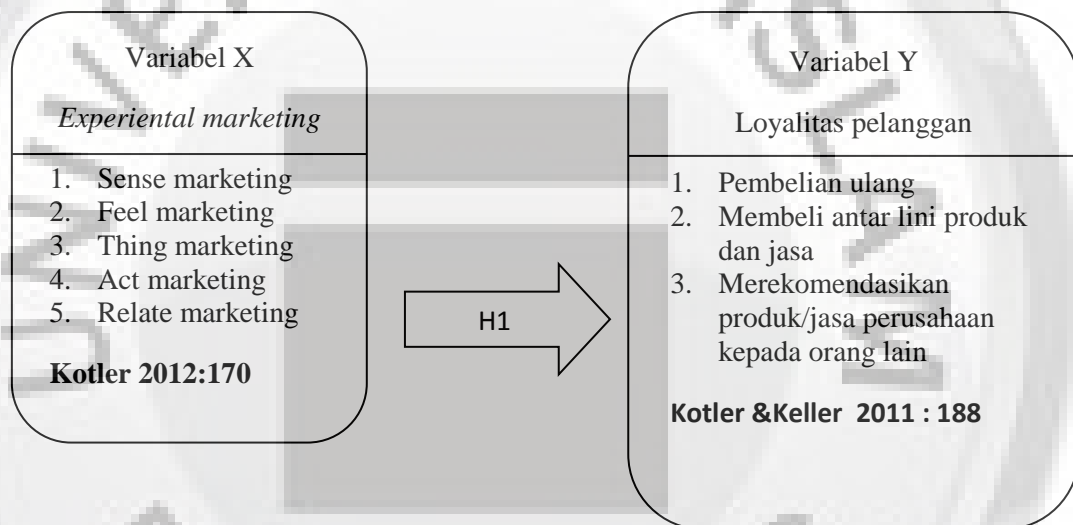 Variabel X
Experiental marketing
1. Sense marketing
2. Feel marketing
3. Thing marketing
4. Act marketing
5. Relate marketing
Kotler 2012:170
H1
Variabel Y
Loyalitas pelanggan
1. Pembelian ulang
2. Membeli antar lini produk
dan jasa
3. Merekomendasikan
produk/jasa perusahaan
kepada orang lain
Kotler &Keller 2011 : 188